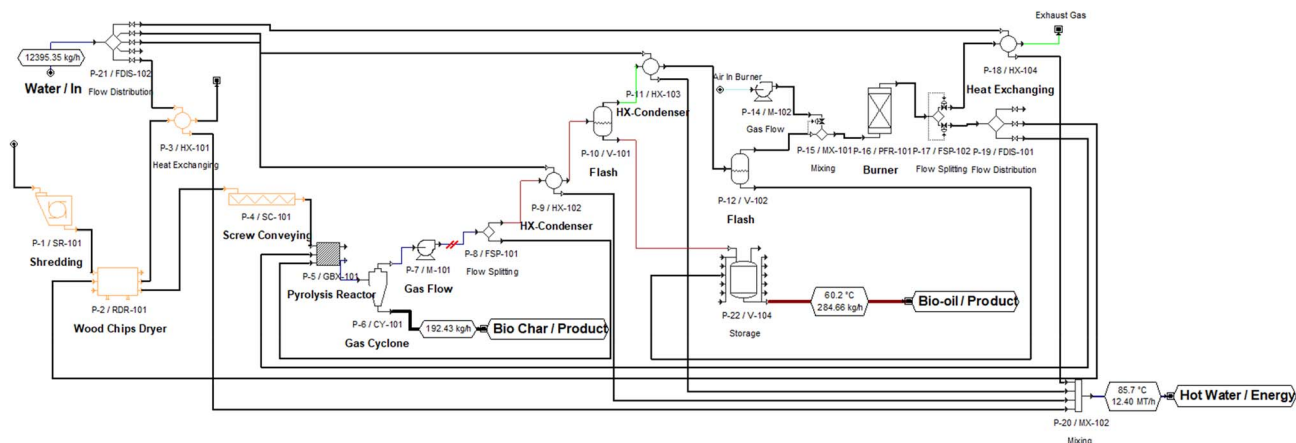 Exhaust Gas
12395.35 kg/h
P-21 / FDIS-102
Water / In
Flow Distribution
P-18 / HX-104
Heat Exchanging
P-11 / HX-103
HX-Condenser
Air In Burner
P-14 / M-102
Gas Flow
P-3 / HX-101
Heat Exchanging
P-10 / V-101
Flash
P-15 / MX-101
Mixing
P-16 / PFR-101
Burner
P-17 / FSP-102
Flow Splitting
P-19 / FDIS-101
Flow Distribution
P-12 / V-102
Flash
P-9 / HX-102
HX-Condenser
P-4 / SC-101
Screw Conveying
P-1 / SR-101
Shredding
P-8 / FSP-101
Flow Splitting
P-7 / M-101
Gas Flow
P-5 / GBX-101
Pyrolysis Reactor
P-2 / RDR-101
Wood Chips Dryer
P-6 / CY-101
Gas Cyclone
192.43 kg/h
Bio Char / Product
P-22 / V-104
Storage
60.2 °C
284.66 kg/h
Bio-oil / Product
85.7 °C
12.40 MT/h
Hot Water / Energy
P-20 / MX-102
Mixing